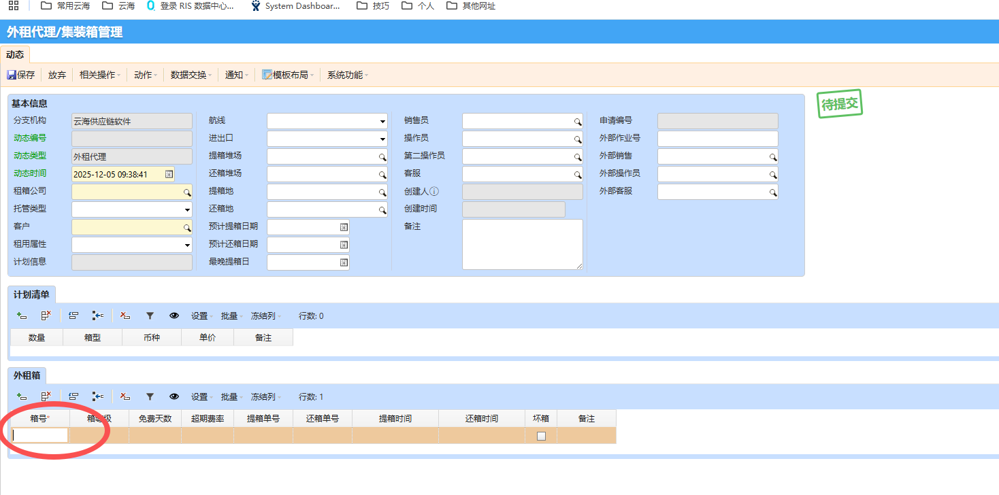 常用云海 云海 登录 RIS 数据中心... System Dashboar... 技巧 个人 其他网址
外租代理/集装箱管理
动态
保存 放弃 相关操作 动作 数据交换 通知 模板布局 系统功能
待提交
基本信息
分支机构 云海供应链软件 航线 销售员 申请编号
动态编号 进出口 操作员 外部作业号
动态类型 外租代理 提箱堆场 第二操作员 外部销售
动态时间 2025-12-05 09:38:41 还箱堆场 客服 外部操作员
租箱公司 提箱地 创建人 外部客服
托管类型 还箱地 创建时间
客户 预计提箱日期 备注
租用属性 预计还箱日期
计划信息 最晚提箱日
计划清单
设置 批量 冻结列 行数: 0
数量 箱型 币种 单价 备注
外租箱
设置 批量 冻结列 行数: 1
箱号* 箱等级 免费天数 超期费率 提箱单号 还箱单号 提箱时间 还箱时间 坏箱 备注